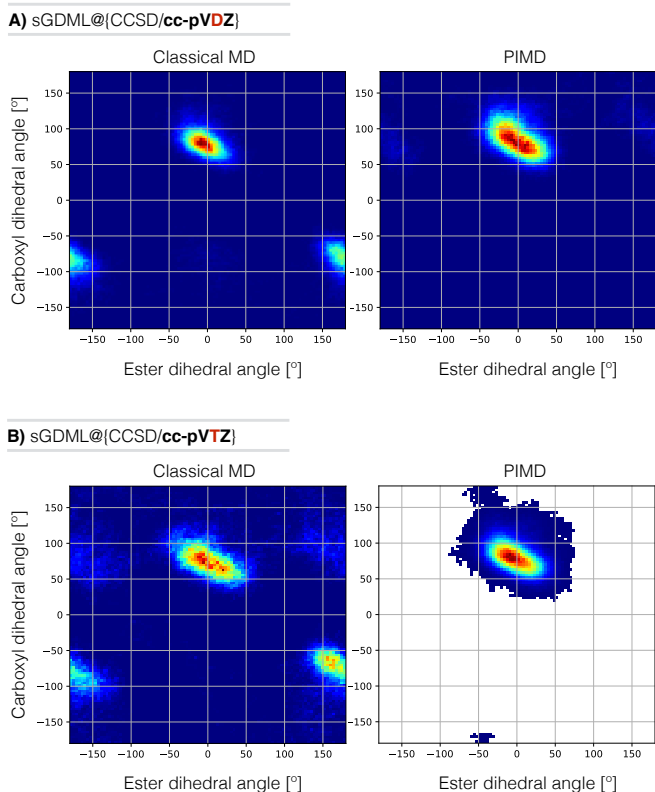 A) sGDML@{CCSD/cc-pVDZ}
Classical MD
PIMD
Carboxyl dihedral angle [°]
150
100
50
0
−50
−100
−150
−150 −100 −50 0 50 100 150
Ester dihedral angle [°]
150
100
50
0
−50
−100
−150
−150 −100 −50 0 50 100 150
Ester dihedral angle [°]
B) sGDML@{CCSD/cc-pVTZ}
Classical MD
PIMD
Carboxyl dihedral angle [°]
150
100
50
0
−50
−100
−150
−150 −100 −50 0 50 100 150
Ester dihedral angle [°]
150
100
50
0
−50
−100
−150
−150 −100 −50 0 50 100 150
Ester dihedral angle [°]